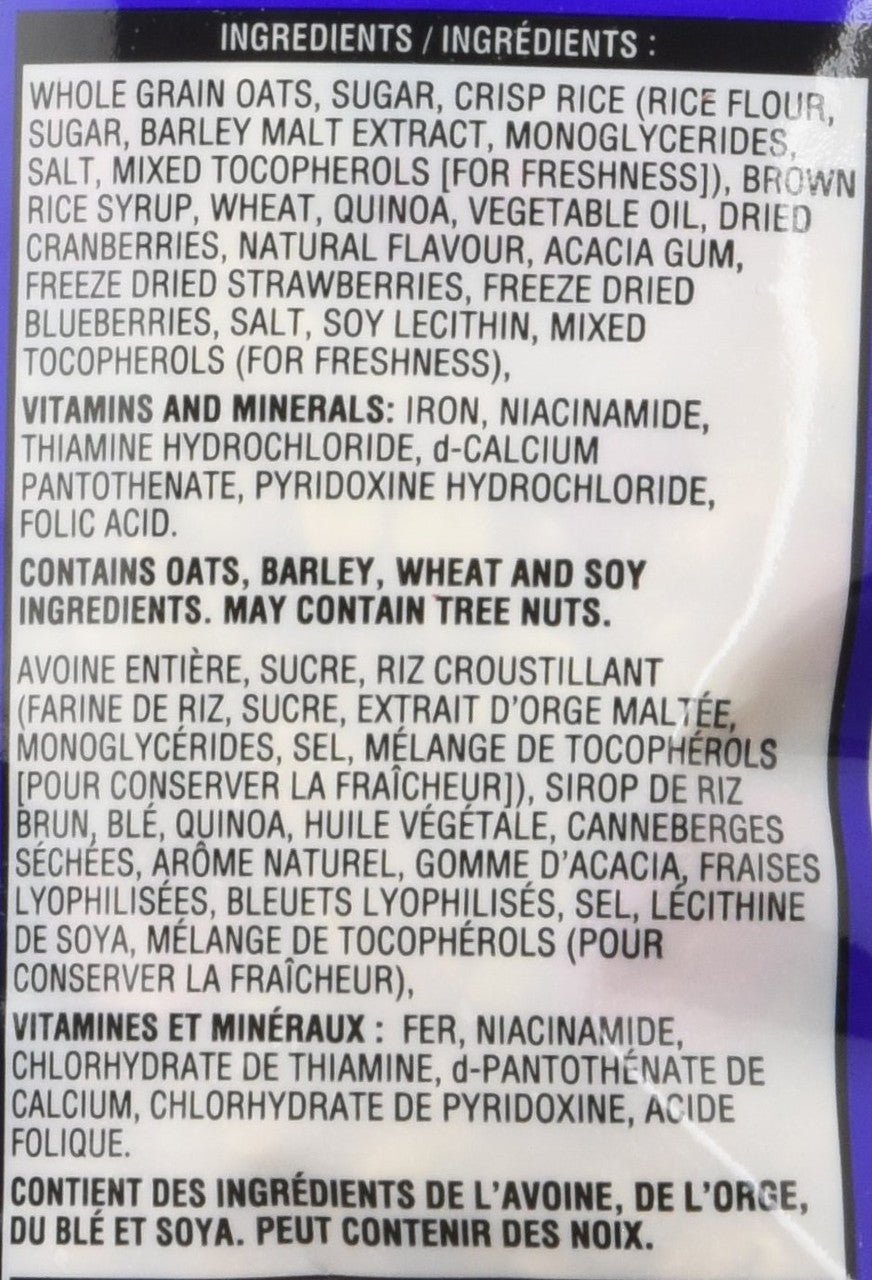 INGREDIENTS / INGRÉDIENTS :
WHOLE GRAIN OATS, SUGAR, CRISP RICE (RICE FLOUR,
SUGAR, BARLEY MALT EXTRACT, MONOGLYCERIDES,
SALT, MIXED TOCOPHEROLS [FOR FRESHNESS]), BROWN
RICE SYRUP, WHEAT, QUINOA, VEGETABLE OIL, DRIED
CRANBERRIES, NATURAL FLAVOUR, ACACIA GUM,
FREEZE DRIED STRAWBERRIES, FREEZE DRIED
BLUEBERRIES, SALT, SOY LECITHIN, MIXED
TOCOPHEROLS (FOR FRESHNESS),
VITAMINS AND MINERALS: IRON, NIACINAMIDE,
THIAMINE HYDROCHLORIDE, d-CALCIUM
PANTOTHENATE, PYRIDOXINE HYDROCHLORIDE,
FOLIC ACID.
CONTAINS OATS, BARLEY, WHEAT AND SOY
INGREDIENTS. MAY CONTAIN TREE NUTS.
AVOINE ENTIÈRE, SUCRE, RIZ CROUSTILLANT
(FARINE DE RIZ, SUCRE, EXTRAIT D'ORGE MALTÉE,
MONOGLYCÉRIDES, SEL, MÉLANGE DE TOCOPHÉROLS
[POUR CONSERVER LA FRAÎCHEUR]), SIROP DE RIZ
BRUN, BLÉ, QUINOA, HUILE VÉGÉTALE, CANNEBERGES
SÉCHÉES, ARÔME NATUREL, GOMME D'ACACIA, FRAISES
LYOPHILISÉES, BLEUETS LYOPHILISÉS, SEL, LÉCITHINE
DE SOYA, MÉLANGE DE TOCOPHÉROLS (POUR
CONSERVER LA FRAÎCHEUR),
VITAMINES ET MINÉRAUX : FER, NIACINAMIDE,
CHLORHYDRATE DE THIAMINE, d-PANTOTHÉNATE DE
CALCIUM, CHLORHYDRATE DE PYRIDOXINE, ACIDE
FOLIQUE.
CONTIENT DES INGRÉDIENTS DE L'AVOINE, DE L'ORGE,
DU BLÉ ET SOYA. PEUT CONTENIR DES NOIX.